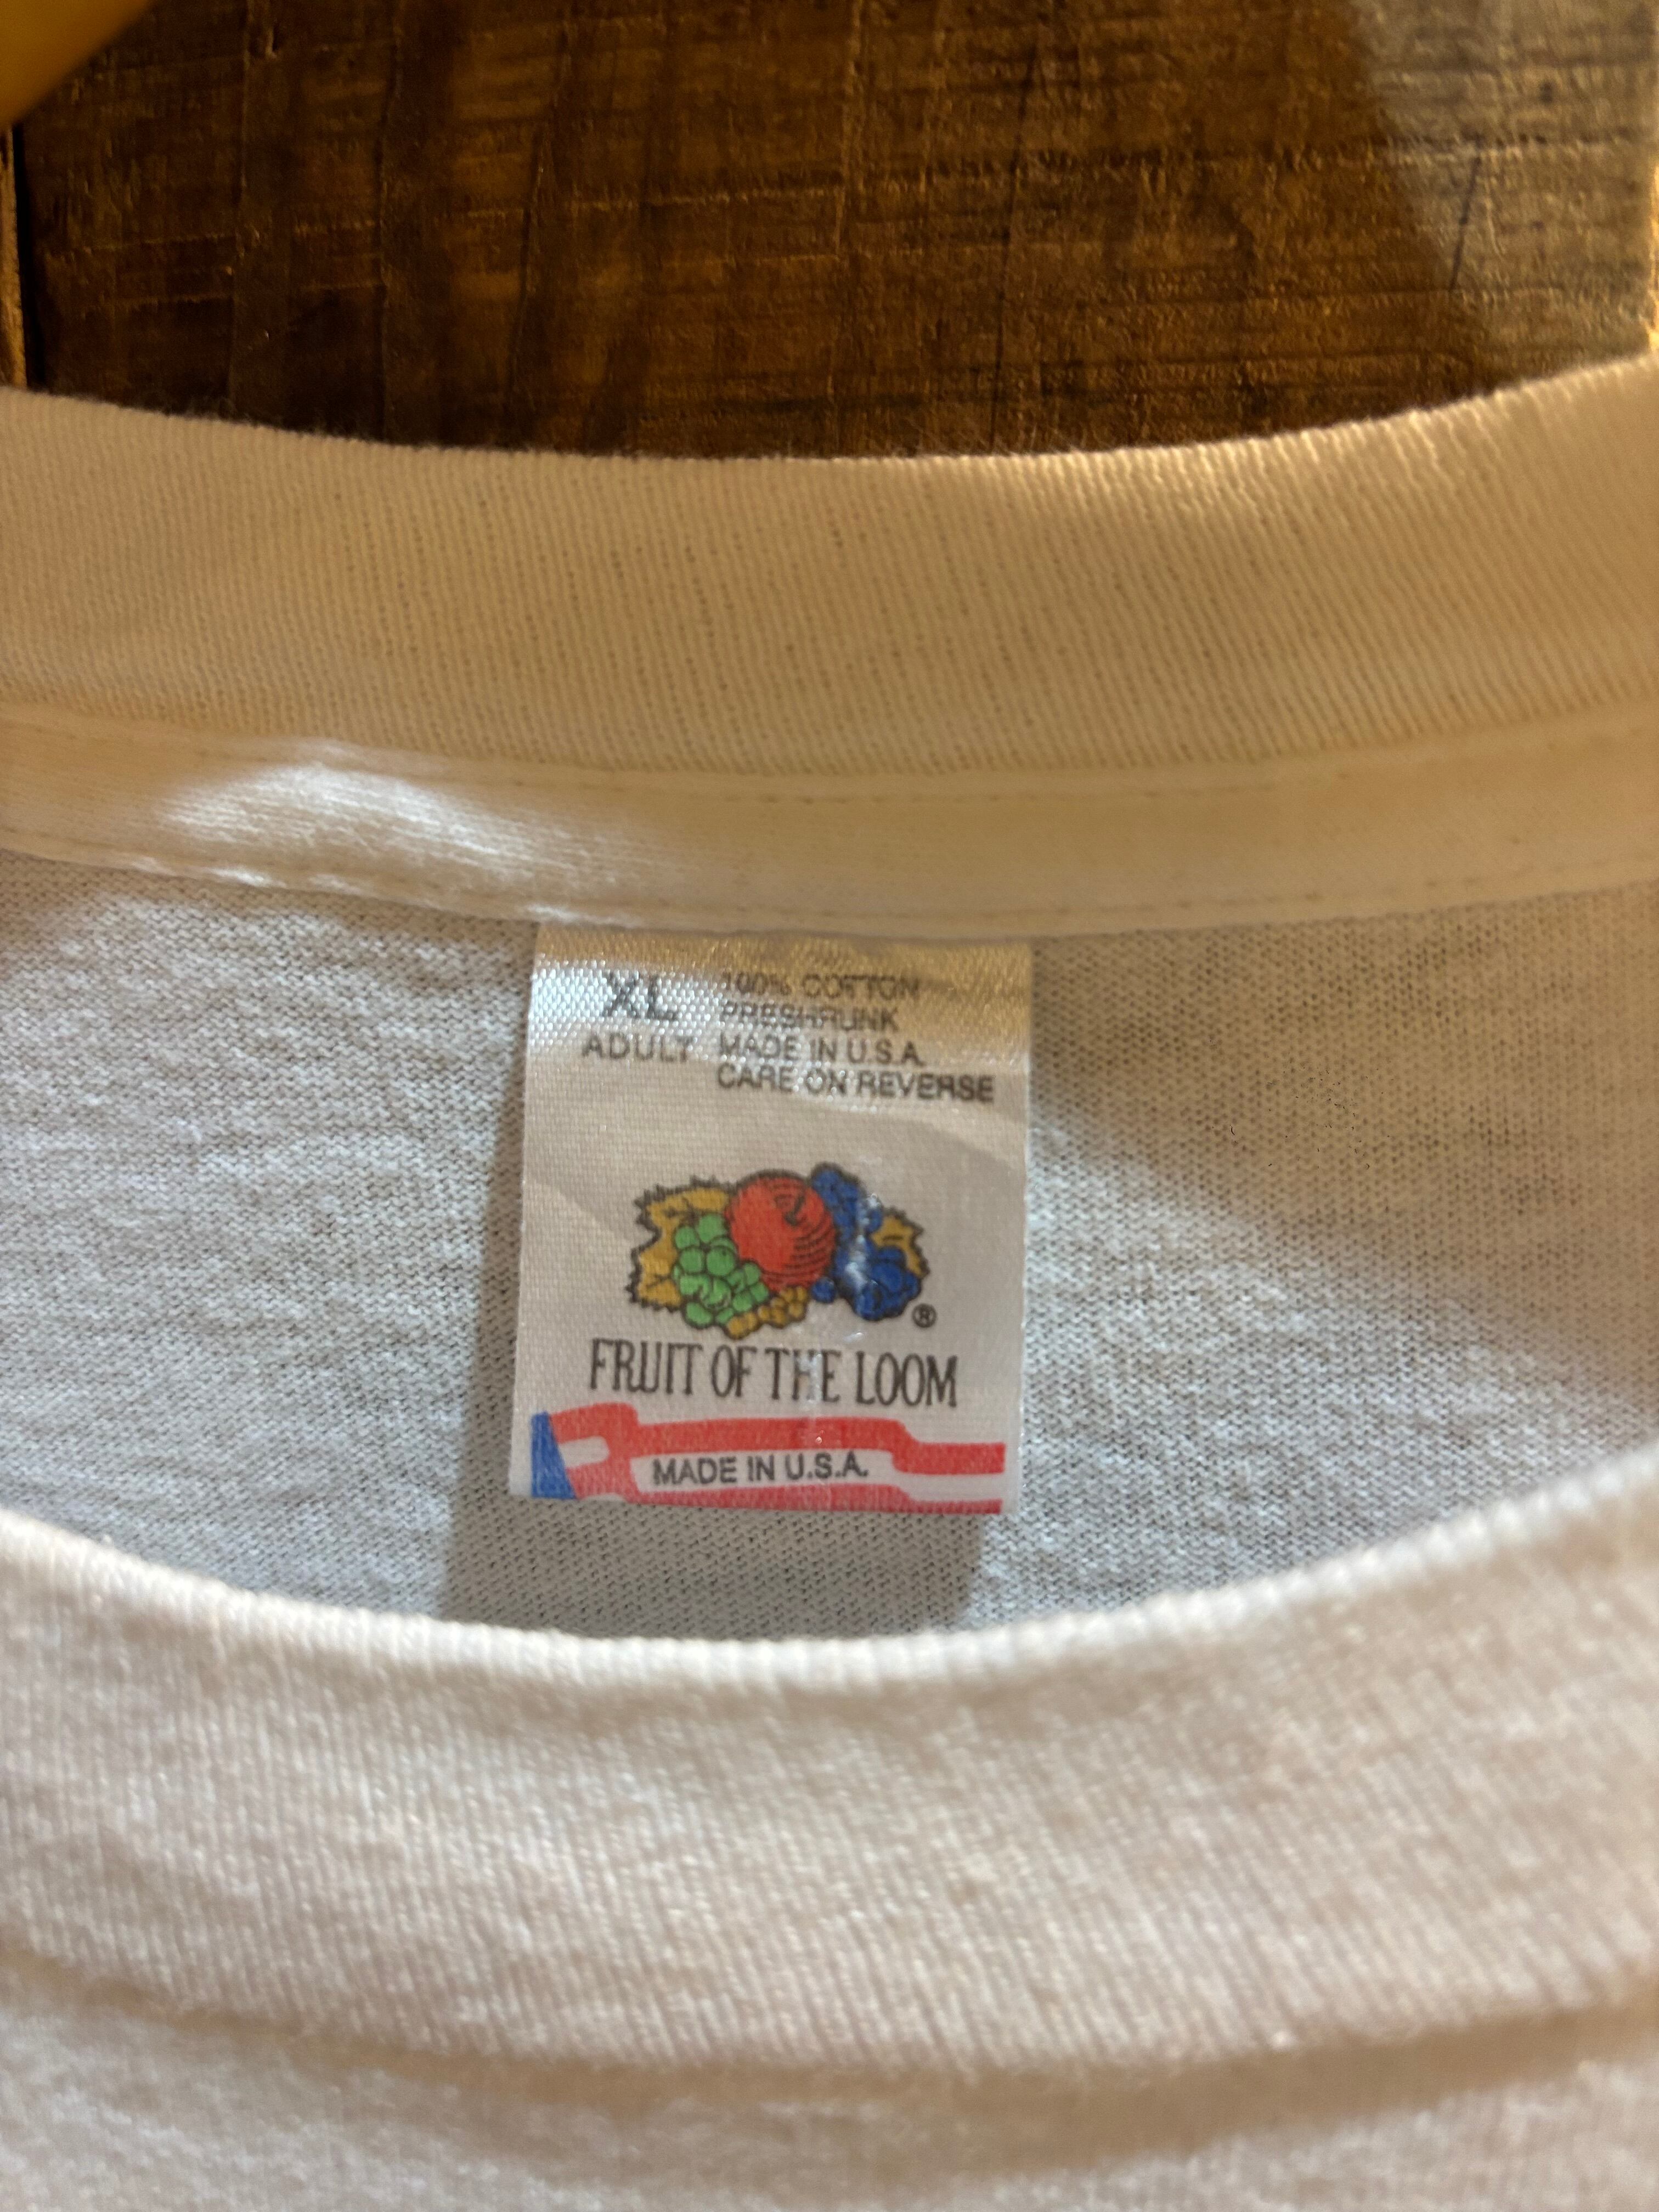 XL
ADULT
100% COTTON
PRESHRUNK
MADE IN U.S.A.
CARE ON REVERSE
®
FRUIT OF THE LOOM
MADE IN U.S.A.